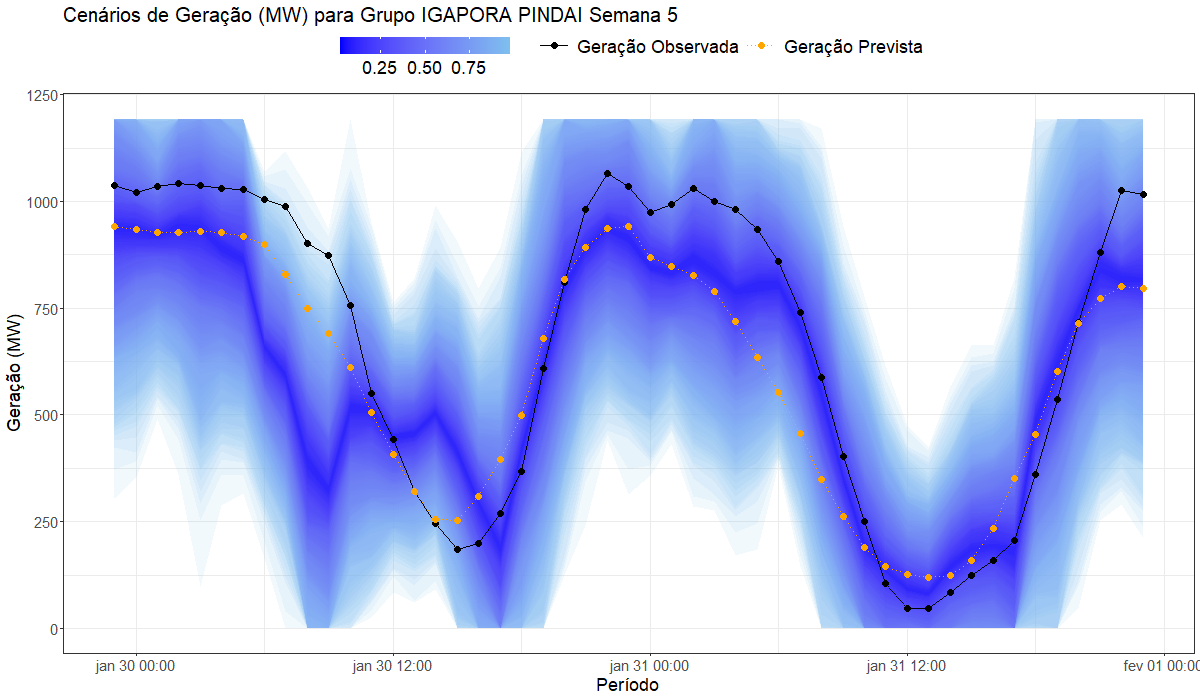 Cenários de Geração (MW) para Grupo IGAPORA PINDAI Semana 5
0.25 0.50 0.75
Geração Observada
Geração Prevista
Geração (MW)
1250
1000
750
500
250
0
jan 30 00:00
jan 30 12:00
jan 31 00:00
jan 31 12:00
fev 01 00:00
Período